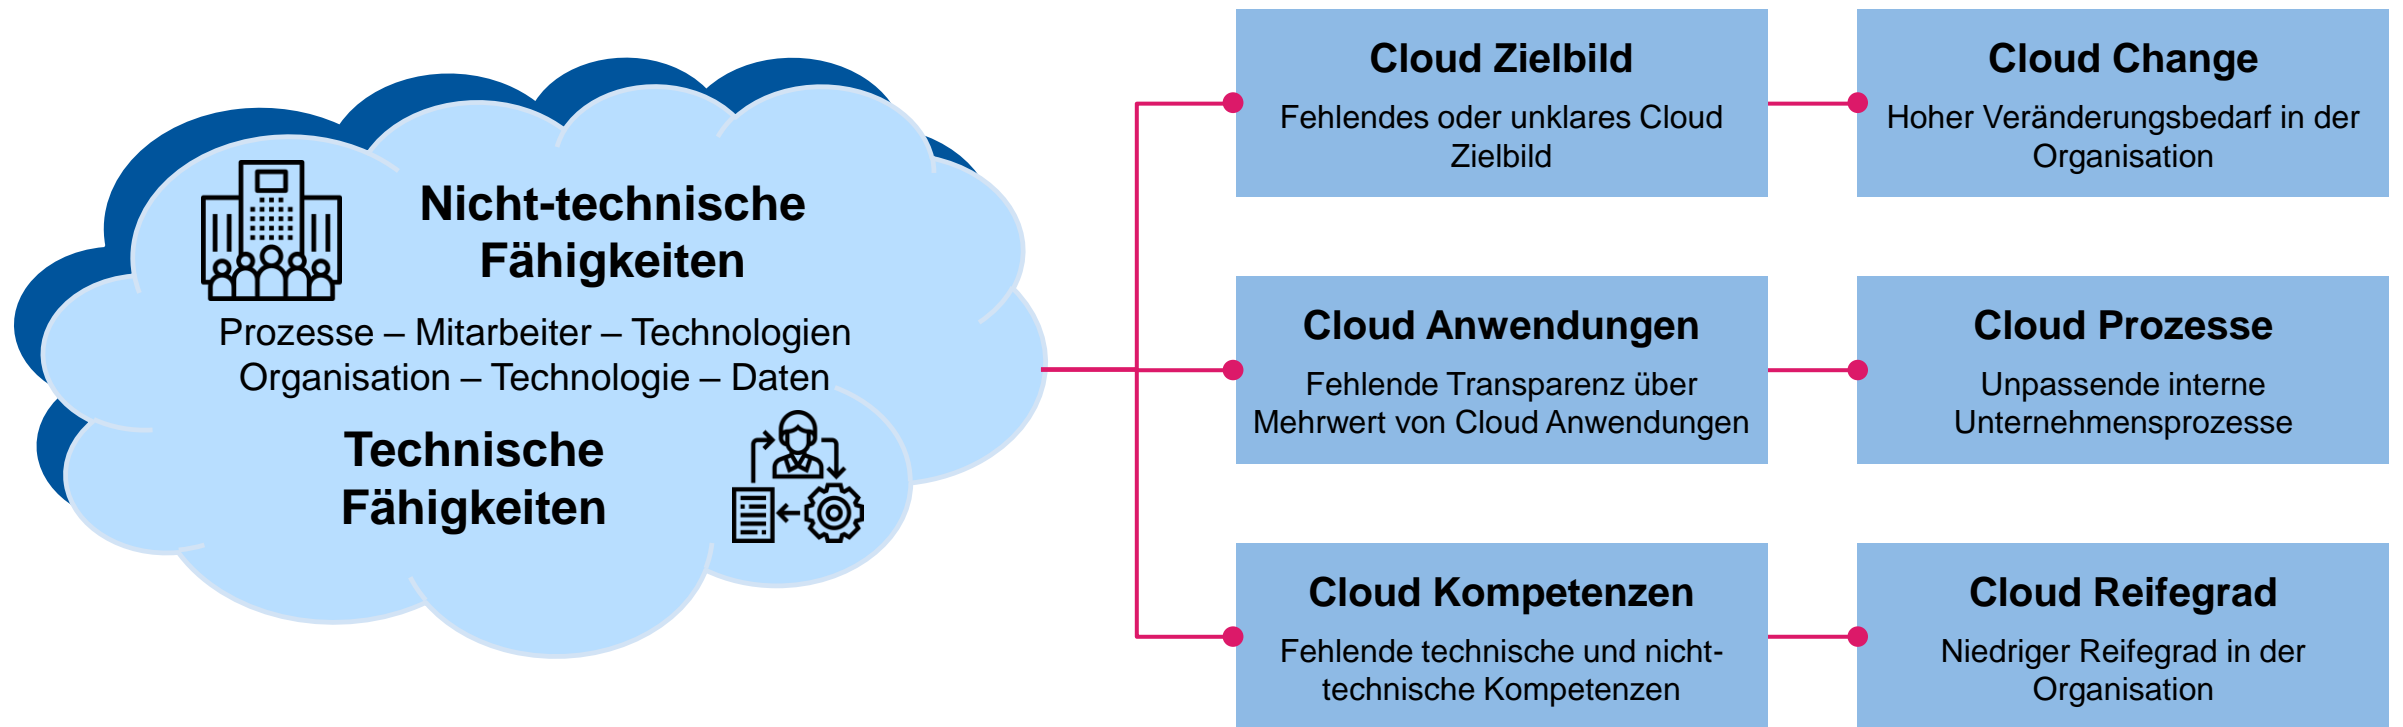 Nicht-technische
Fähigkeiten
Prozesse – Mitarbeiter – Technologien
Organisation – Technologie – Daten
Technische
Fähigkeiten
Cloud Zielbild
Fehlendes oder unklares Cloud
Zielbild
Cloud Change
Hoher Veränderungsbedarf in der
Organisation
Cloud Anwendungen
Fehlende Transparenz über
Mehrwert von Cloud Anwendungen
Cloud Prozesse
Unpassende interne
Unternehmensprozesse
Cloud Kompetenzen
Fehlende technische und nicht-
technische Kompetenzen
Cloud Reifegrad
Niedriger Reifegrad in der
Organisation